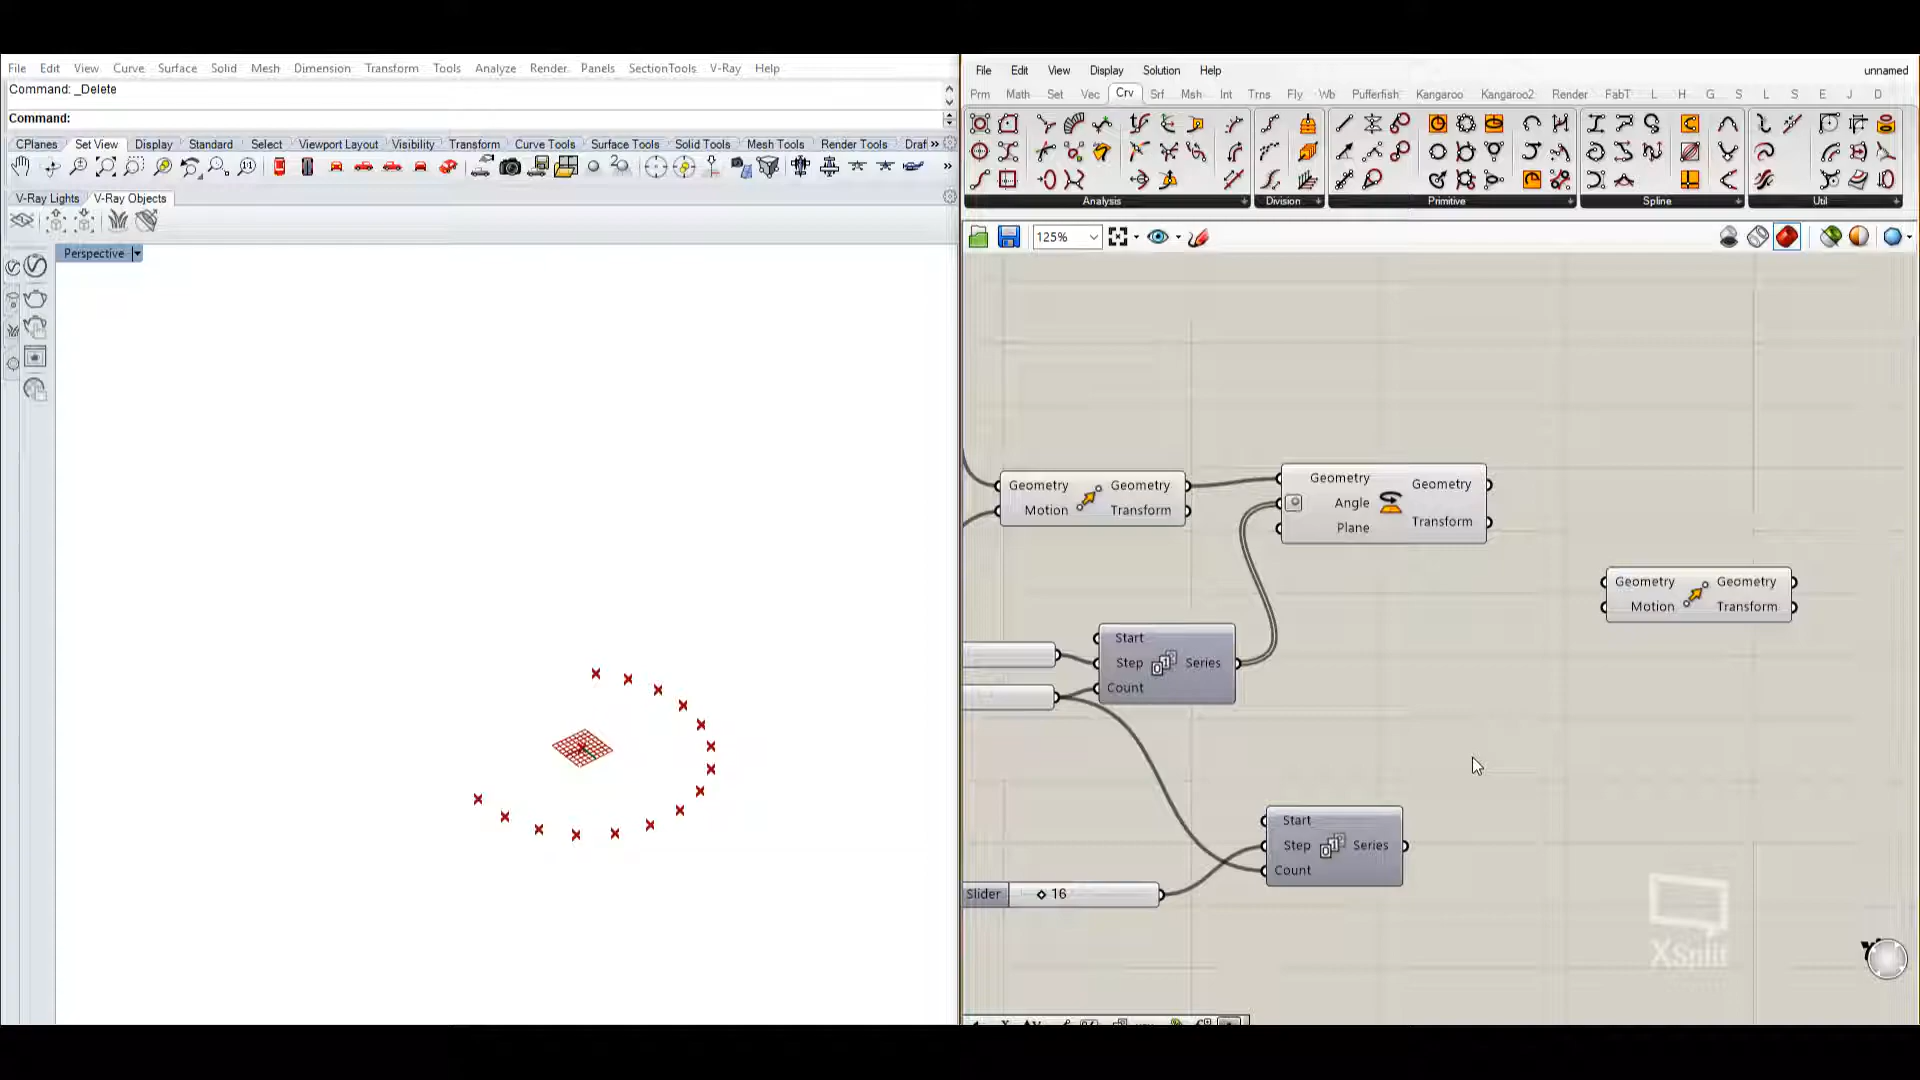 File Edit View Curve Surface Solid Mesh Dimension Transform Tools Analyze Render Panels SectionTools V-Ray Help
Command: _Delete
Command:
CPlanes Set View Display Standard Select Viewport Layout Visibility Transform Curve Tools Surface Tools Solid Tools Mesh Tools Render Tools Draf
V-Ray Lights V-Ray Objects
Perspective
File Edit View Display Solution Help unnamed
Prm Math Set Vec Crv Srf Msh Int Trns Fly Wb Pufferfish Kangaroo Kangaroo2 Render FabT L H G S L S E J D
Analysis Division Primitive Spline Util
125%
Geometry Geometry
Motion Transform
Geometry Geometry
Angle
Plane Transform
Geometry Geometry
Motion Transform
Start
Step Series
Count
Start
Step Series
Count
Slider 16
XSplit